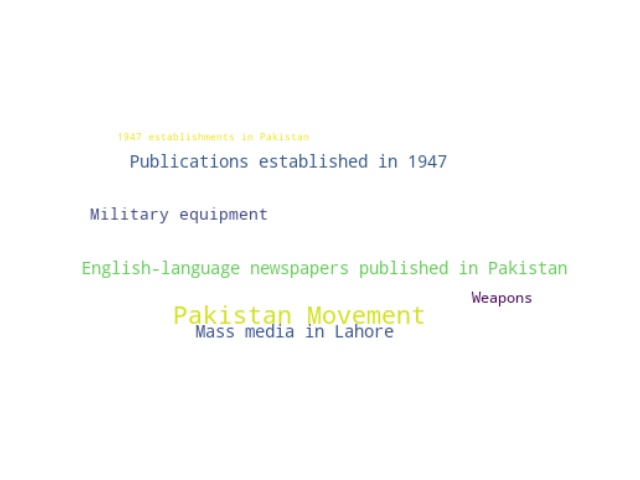 1947 establishments in Pakistan
Publications established in 1947
Military equipment
English-language newspapers published in Pakistan
Weapons
Pakistan Movement
Mass media in Lahore